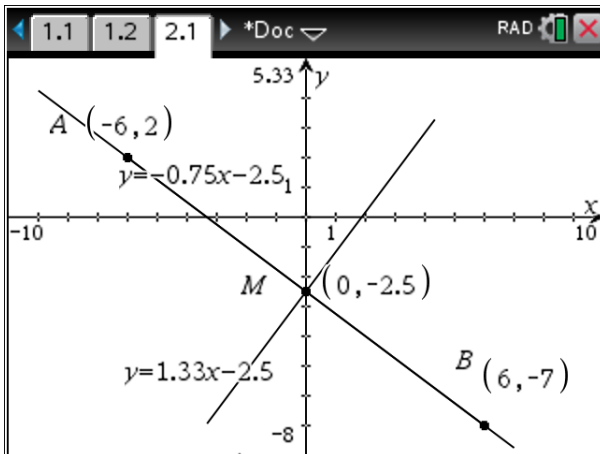 1.1 1.2 2.1 *Doc RAD
5.33 y
A (-6,2)
y=-0.75x-2.5
1
x
-10 1 10
M (0,-2.5)
B (6,-7)
y=1.33x-2.5
-8